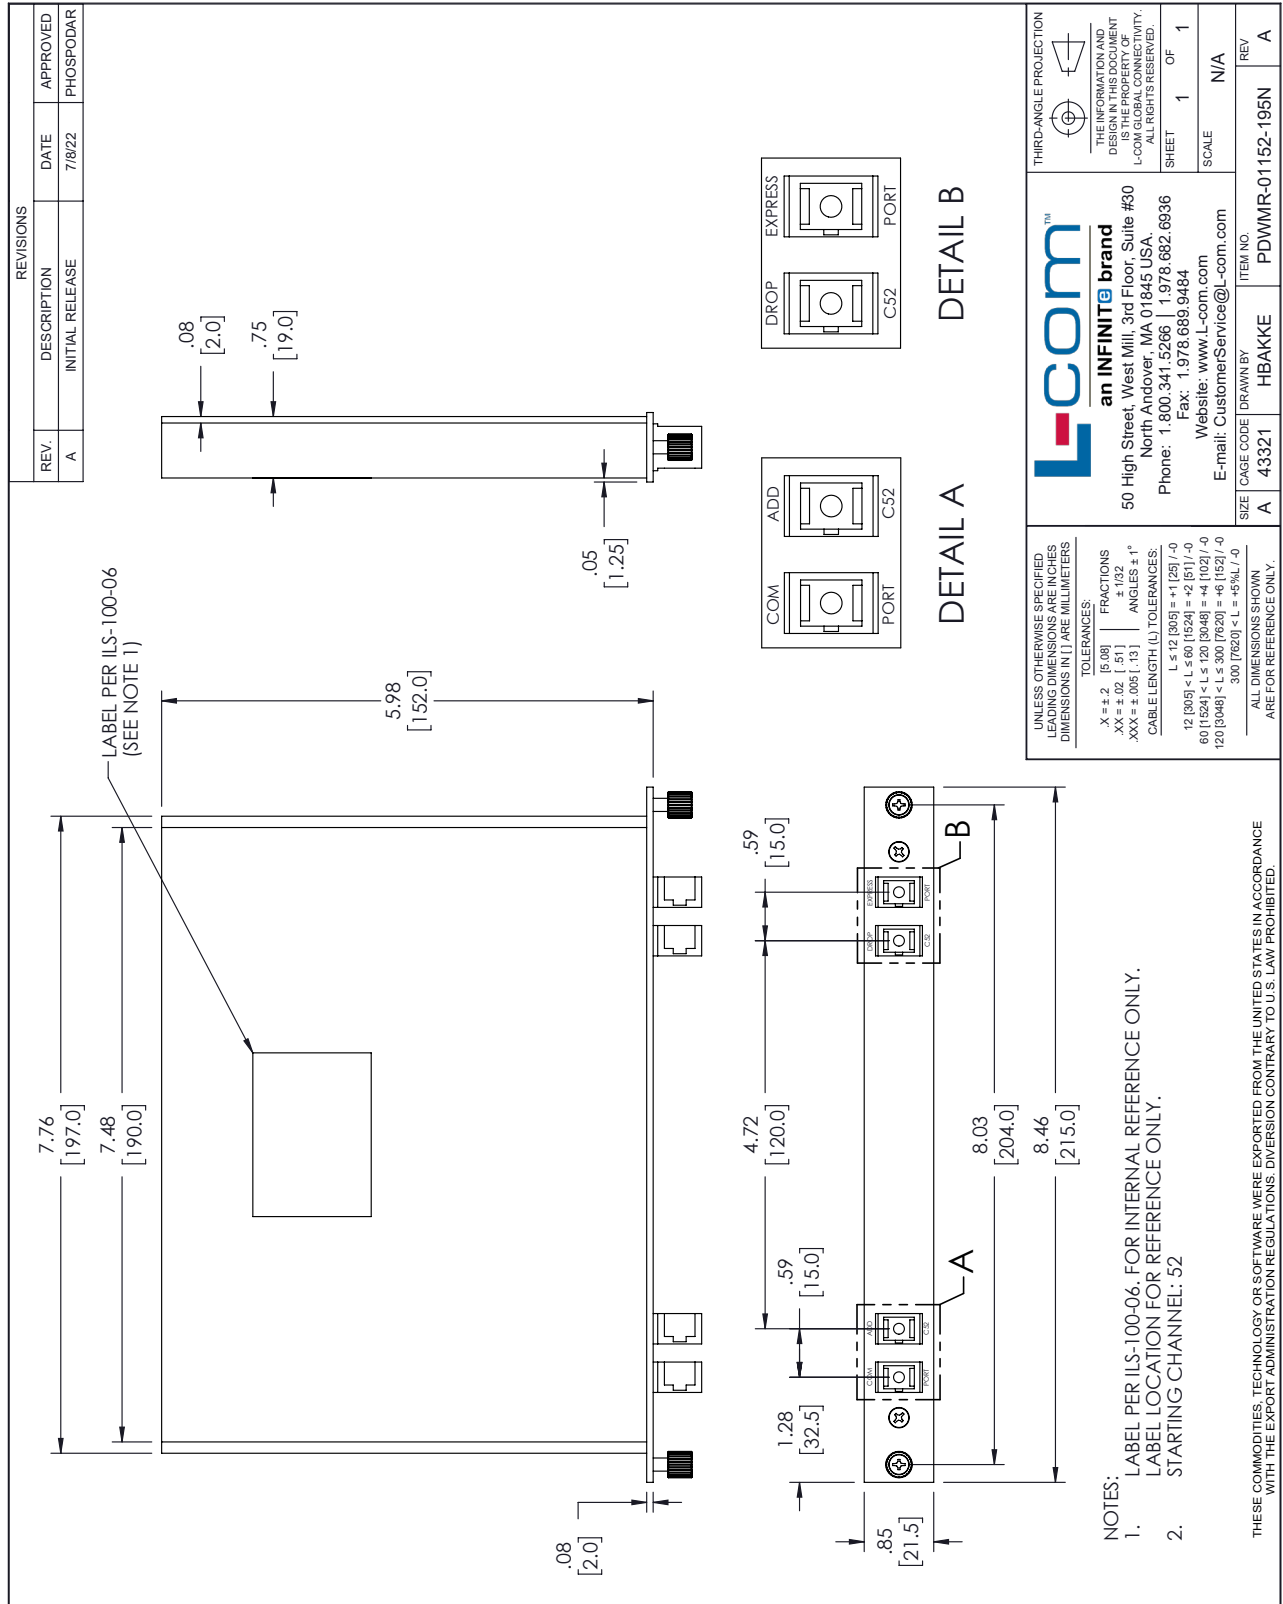 REVISIONS
REV.	DESCRIPTION	DATE	APPROVED
A	INITIAL RELEASE	7/8/22	PHOSPODAR
7.76
[197.0]
7.48
[190.0]
LABEL PER ILS-100-06
(SEE NOTE 1)
5.98
[152.0]
.08
[2.0]
.08
[2.0]
.75
[19.0]
.05
[1.25]
1.28
[32.5]
.59
[15.0]
4.72
[120.0]
.59
[15.0]
.85
[21.5]
COM
PORT
ADD
C52
DROP
C52
EXPRESS
PORT
A
B
8.03
[204.0]
8.46
[215.0]
COM ADD
PORT C52
DETAIL A
DROP EXPRESS
C52 PORT
DETAIL B
NOTES:
1. LABEL PER ILS-100-06. FOR INTERNAL REFERENCE ONLY.
LABEL LOCATION FOR REFERENCE ONLY.
2. STARTING CHANNEL: 52
THESE COMMODITIES, TECHNOLOGY OR SOFTWARE WERE EXPORTED FROM THE UNITED STATES IN ACCORDANCE
WITH THE EXPORT ADMINISTRATION REGULATIONS. DIVERSION CONTRARY TO U.S. LAW PROHIBITED.
UNLESS OTHERWISE SPECIFIED
LEADING DIMENSIONS ARE INCHES
DIMENSIONS IN [ ] ARE MILLIMETERS
TOLERANCES:
.X = ± .2 [5.08] FRACTIONS
.XX = ± .02 [ .51 ] ± 1/32
.XXX = ± .005 [ .13 ] ANGLES ± 1°
CABLE LENGTH (L) TOLERANCES:
L ≤ 12 [305] = +1 [25] / -0
12 [305] < L ≤ 60 [1524] = +2 [51] / -0
60 [1524] < L ≤ 120 [3048] = +4 [102] / -0
120 [3048] < L ≤ 300 [7620] = +6 [152] / -0
300 [7620] < L = +5%L / -0
ALL DIMENSIONS SHOWN
ARE FOR REFERENCE ONLY.
L-com™
an INFINITe brand
50 High Street, West Mill, 3rd Floor, Suite #30
North Andover, MA 01845 USA.
Phone: 1.800.341.5266 | 1.978.682.6936
Fax: 1.978.689.9484
Website: www.L-com.com
E-mail: CustomerService@L-com.com
THIRD-ANGLE PROJECTION
THE INFORMATION AND
DESIGN IN THIS DOCUMENT
IS THE PROPERTY OF
L-COM GLOBAL CONNECTIVITY.
ALL RIGHTS RESERVED.
SHEET 1 OF 1
SCALE N/A
SIZE	CAGE CODE	DRAWN BY	ITEM NO.	REV
A	43321	HBAKKE	PDWMR-01152-195N	A